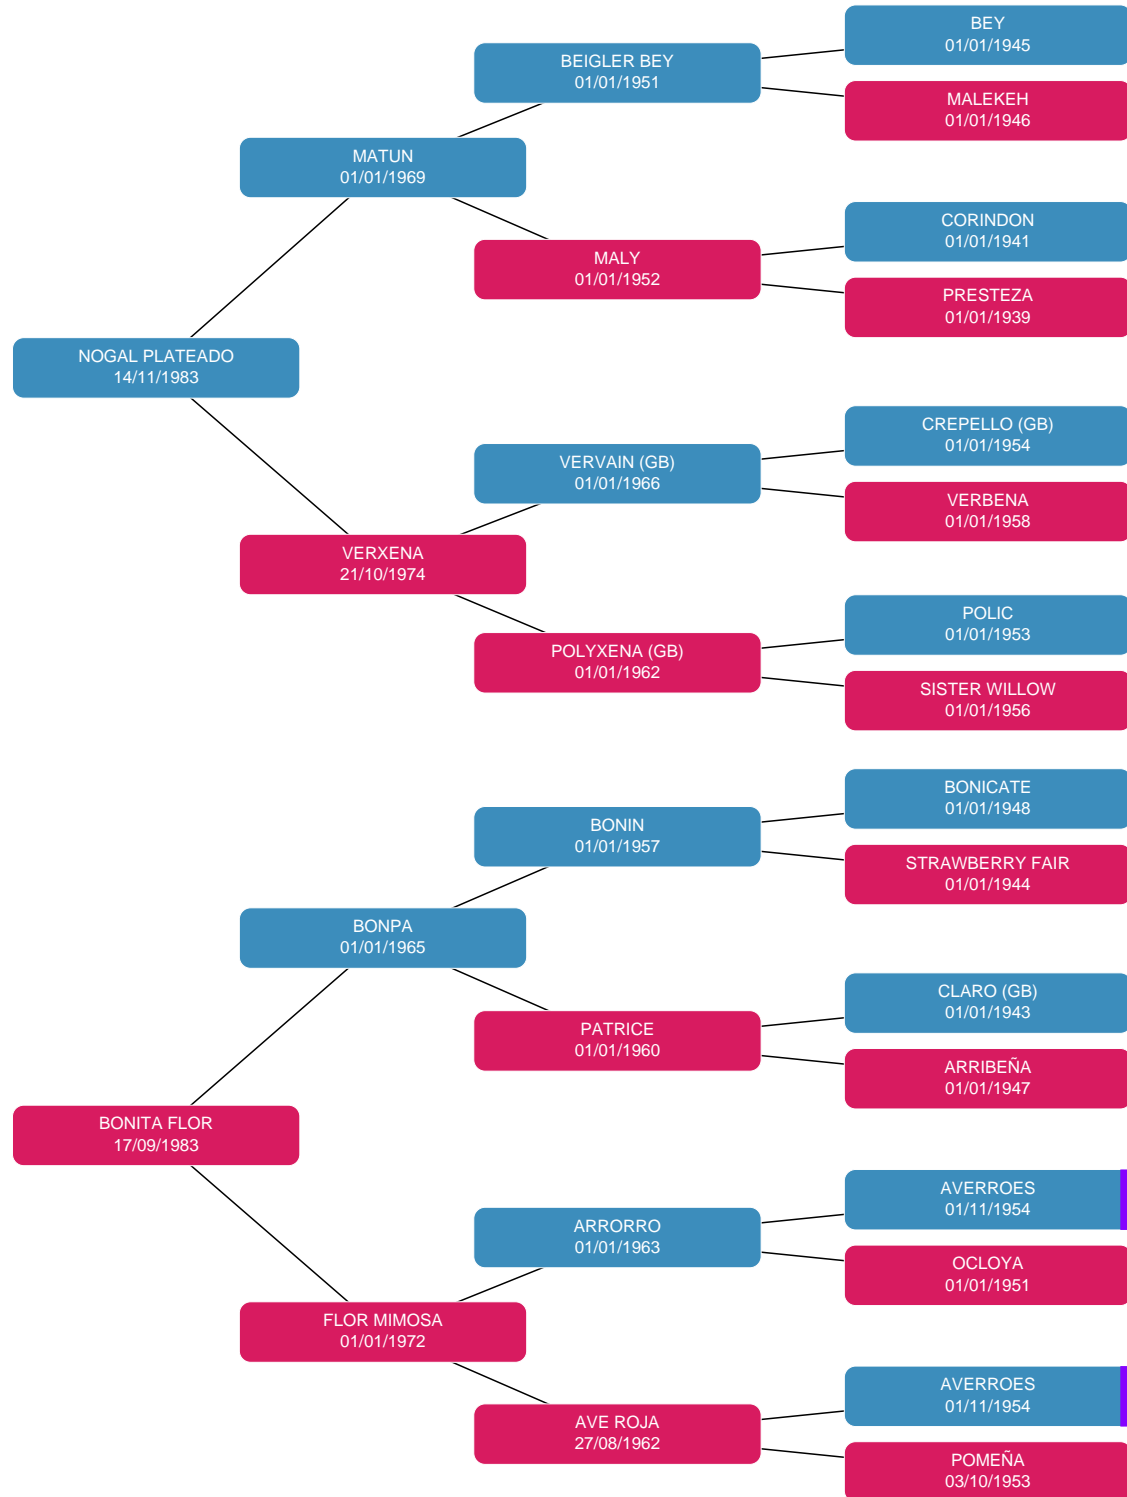 BEY
01/01/1945
BEIGLER BEY
01/01/1951
MALEKEH
01/01/1946
MATUN
01/01/1969
CORINDON
01/01/1941
MALY
01/01/1952
PRESTEZA
01/01/1939
NOGAL PLATEADO
14/11/1983
CREPELLO (GB)
01/01/1954
VERVAIN (GB)
01/01/1966
VERBENA
01/01/1958
VERXENA
21/10/1974
POLIC
01/01/1953
POLYXENA (GB)
01/01/1962
SISTER WILLOW
01/01/1956
BONICATE
01/01/1948
BONIN
01/01/1957
STRAWBERRY FAIR
01/01/1944
BONPA
01/01/1965
CLARO (GB)
01/01/1943
PATRICE
01/01/1960
ARRIBEÑA
01/01/1947
BONITA FLOR
17/09/1983
AVERROES
01/11/1954
ARRORRO
01/01/1963
OCLOYA
01/01/1951
FLOR MIMOSA
01/01/1972
AVERROES
01/11/1954
AVE ROJA
27/08/1962
POMEÑA
03/10/1953